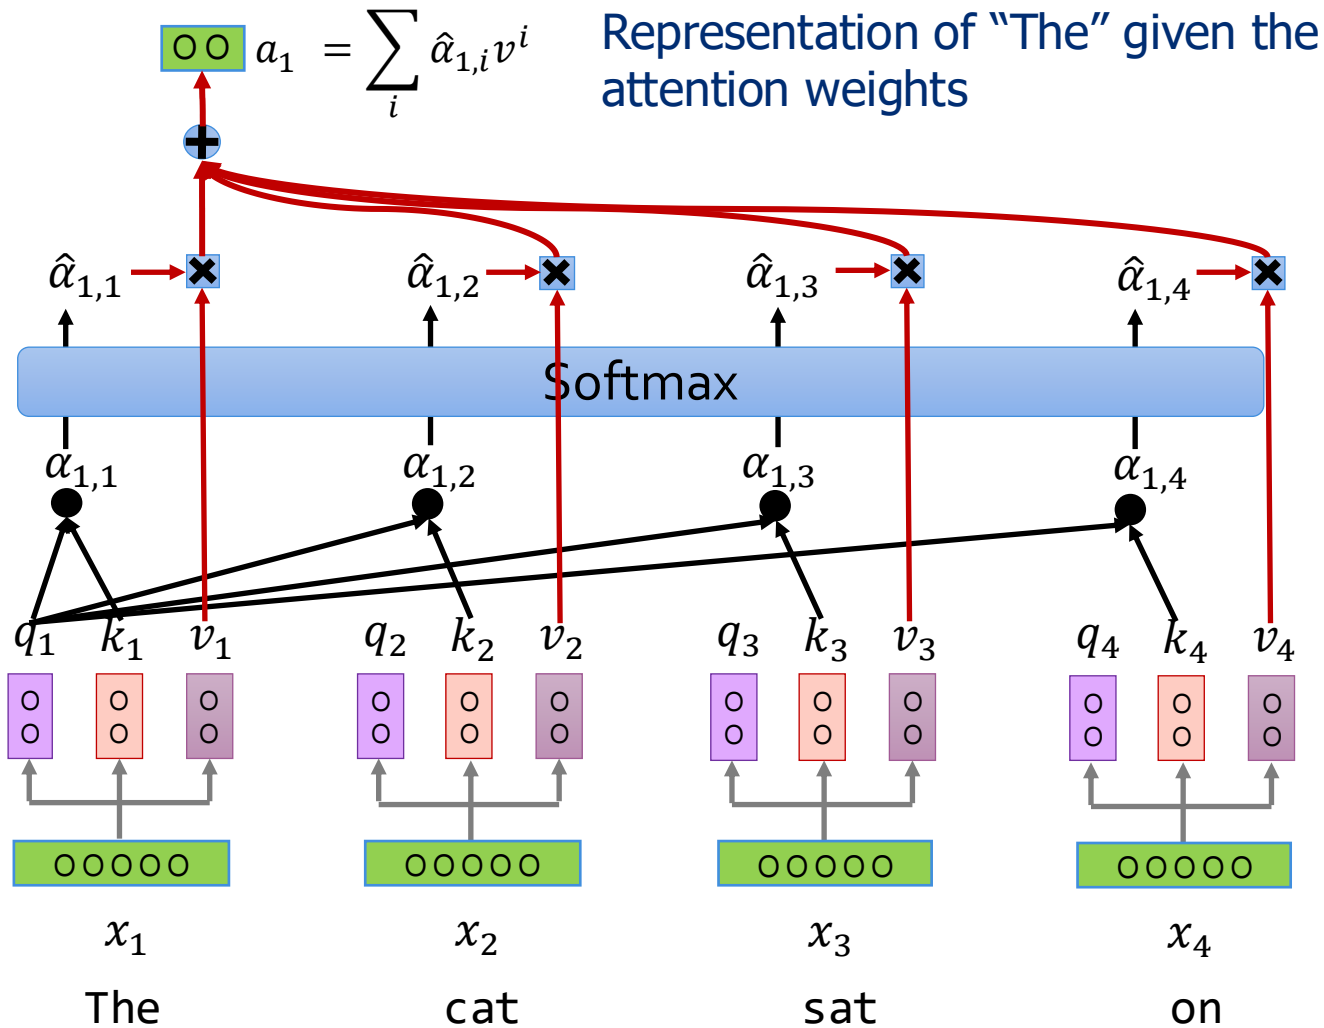 a₁ = ∑ᵢ α̂₁,ᵢ vⁱ
Representation of “The” given the
attention weights
α̂₁,₁ α̂₁,₂ α̂₁,₃ α̂₁,₄
Softmax
α₁,₁ α₁,₂ α₁,₃ α₁,₄
q₁ k₁ v₁ q₂ k₂ v₂ q₃ k₃ v₃ q₄ k₄ v₄
x₁ x₂ x₃ x₄
The cat sat on